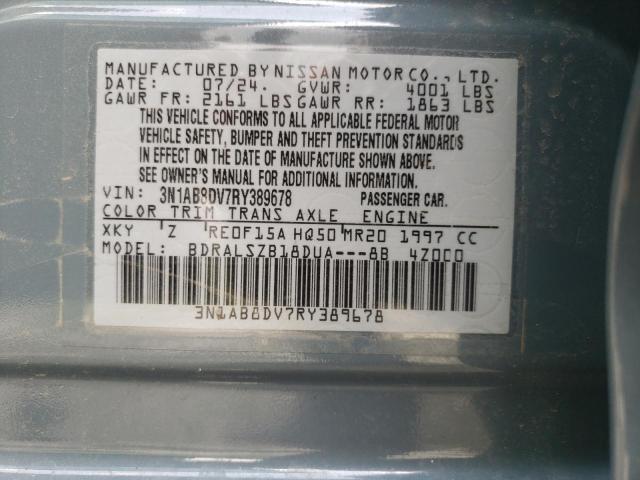 MANUFACTURED BY NISSAN MOTOR CO., LTD.
DATE: 07/24. GVWR: 4001 LBS
GAWR FR: 2161 LBS GAWR RR: 1863 LBS
THIS VEHICLE CONFORMS TO ALL APPLICABLE FEDERAL MOTOR
VEHICLE SAFETY, BUMPER AND THEFT PREVENTION STANDARDS
IN EFFECT ON THE DATE OF MANUFACTURE SHOWN ABOVE.
SEE OWNER'S MANUAL FOR ADDITIONAL INFORMATION.
VIN: 3N1AB8DV7RY389678 PASSENGER CAR.
COLOR TRIM TRANS AXLE ENGINE
XKY Z RE0F15A HQ50 MR20 1997 CC
MODEL: BDRALSZB18DUA---8B 4Z000
3N1AB8DV7RY389678